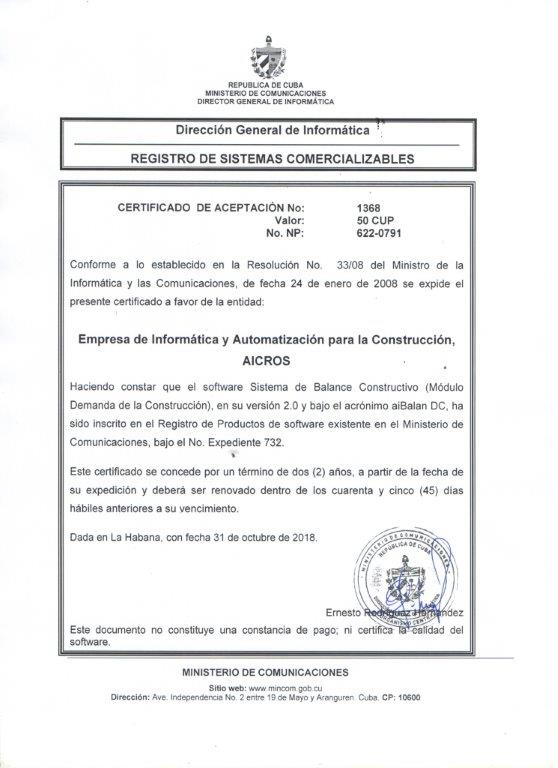 REPUBLICA DE CUBA
MINISTERIO DE COMUNICACIONES
DIRECTOR GENERAL DE INFORMÁTICA
Dirección General de Informática
REGISTRO DE SISTEMAS COMERCIALIZABLES
CERTIFICADO DE ACEPTACIÓN No: 1368
Valor: 50 CUP
No. NP: 622-0791
Conforme a lo establecido en la Resolución No. 33/08 del Ministro de la
Informática y las Comunicaciones, de fecha 24 de enero de 2008 se expide el
presente certificado a favor de la entidad:
Empresa de Informática y Automatización para la Construcción,
AICROS
Haciendo constar que el software Sistema de Balance Constructivo (Módulo
Demanda de la Construcción), en su versión 2.0 y bajo el acrónimo aiBalan DC, ha
sido inscrito en el Registro de Productos de software existente en el Ministerio de
Comunicaciones, bajo el No. Expediente 732.
Este certificado se concede por un término de dos (2) años, a partir de la fecha de
su expedición y deberá ser renovado dentro de los cuarenta y cinco (45) días
hábiles anteriores a su vencimiento.
Dada en La Habana, con fecha 31 de octubre de 2018.
MINISTERIO DE COMUNICACIONES
REPÚBLICA DE CUBA
Ernesto Rodríguez Hernández
Este documento no constituye una constancia de pago; ni certifica la calidad del
software.
MINISTERIO DE COMUNICACIONES
Sitio web: www.mincom.gob.cu
Dirección: Ave. Independencia No. 2 entre 19 de Mayo y Aranguren. Cuba. CP: 10600